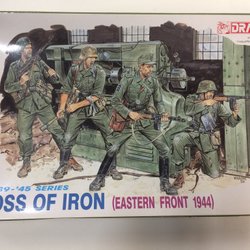 DRA
39-'45 SERIES
OSS OF IRON (EASTERN FRONT 1944)